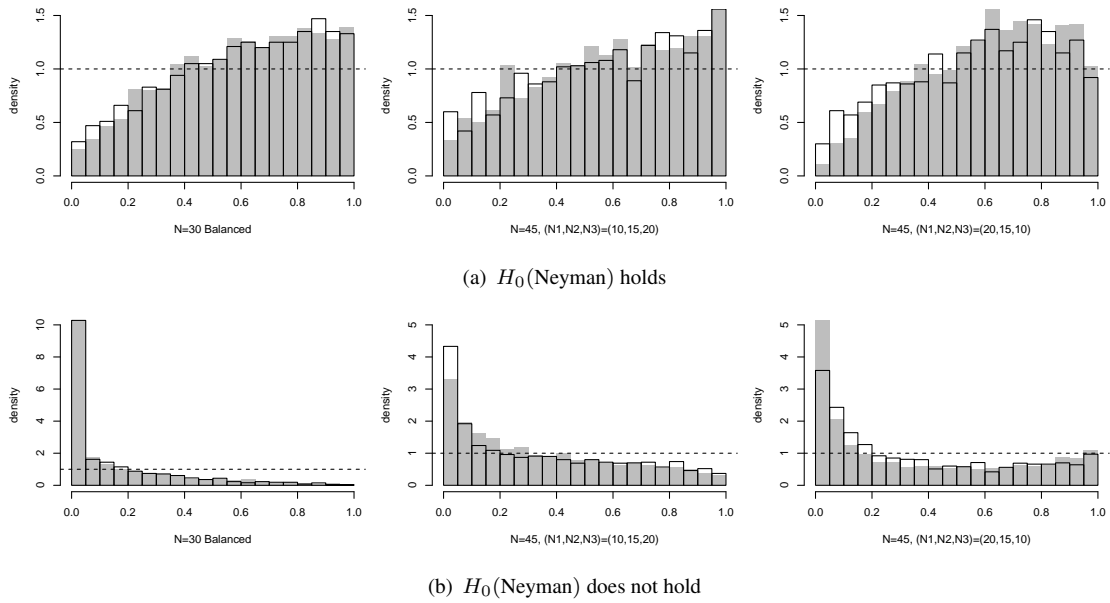 density
0.0 0.5 1.0 1.5
0.0 0.2 0.4 0.6 0.8 1.0
N=30 Balanced
density
0.0 0.5 1.0 1.5
0.0 0.2 0.4 0.6 0.8 1.0
N=45, (N1,N2,N3)=(10,15,20)
density
0.0 0.5 1.0 1.5
0.0 0.2 0.4 0.6 0.8 1.0
N=45, (N1,N2,N3)=(20,15,10)
(a) H₀(Neyman) holds
density
0 2 4 6 8 10
0.0 0.2 0.4 0.6 0.8 1.0
N=30 Balanced
density
0 1 2 3 4 5
0.0 0.2 0.4 0.6 0.8 1.0
N=45, (N1,N2,N3)=(10,15,20)
density
0 1 2 3 4 5
0.0 0.2 0.4 0.6 0.8 1.0
N=45, (N1,N2,N3)=(20,15,10)
(b) H₀(Neyman) does not hold